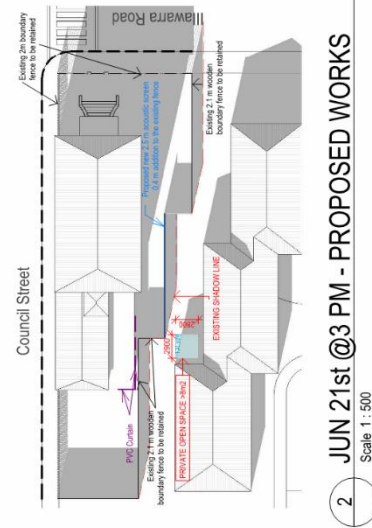 Council Street
Illawarra Road
Existing 2m boundary
fence to be retained
Proposed new 2,5 m acoustic screen
0.4 m addition to the existing fence
Existing 2.1 m wooden
boundary fence to be retained
PVC Curtain
Existing 2.1 m wooden
boundary fence to be retained
EXISTING SHADOW LINE
2800
2900
PRIVATE OPEN SPACE >8m2
2 JUN 21st @3 PM - PROPOSED WORKS
Scale 1 : 500